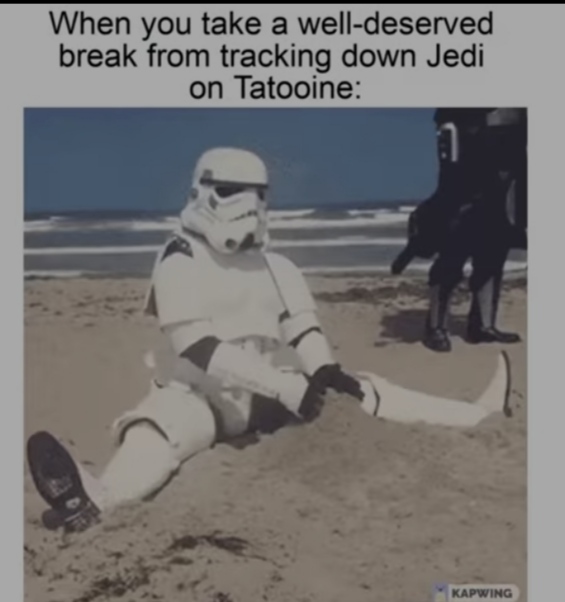 When you take a well-deserved
break from tracking down Jedi
on Tatooine:
KAPWING